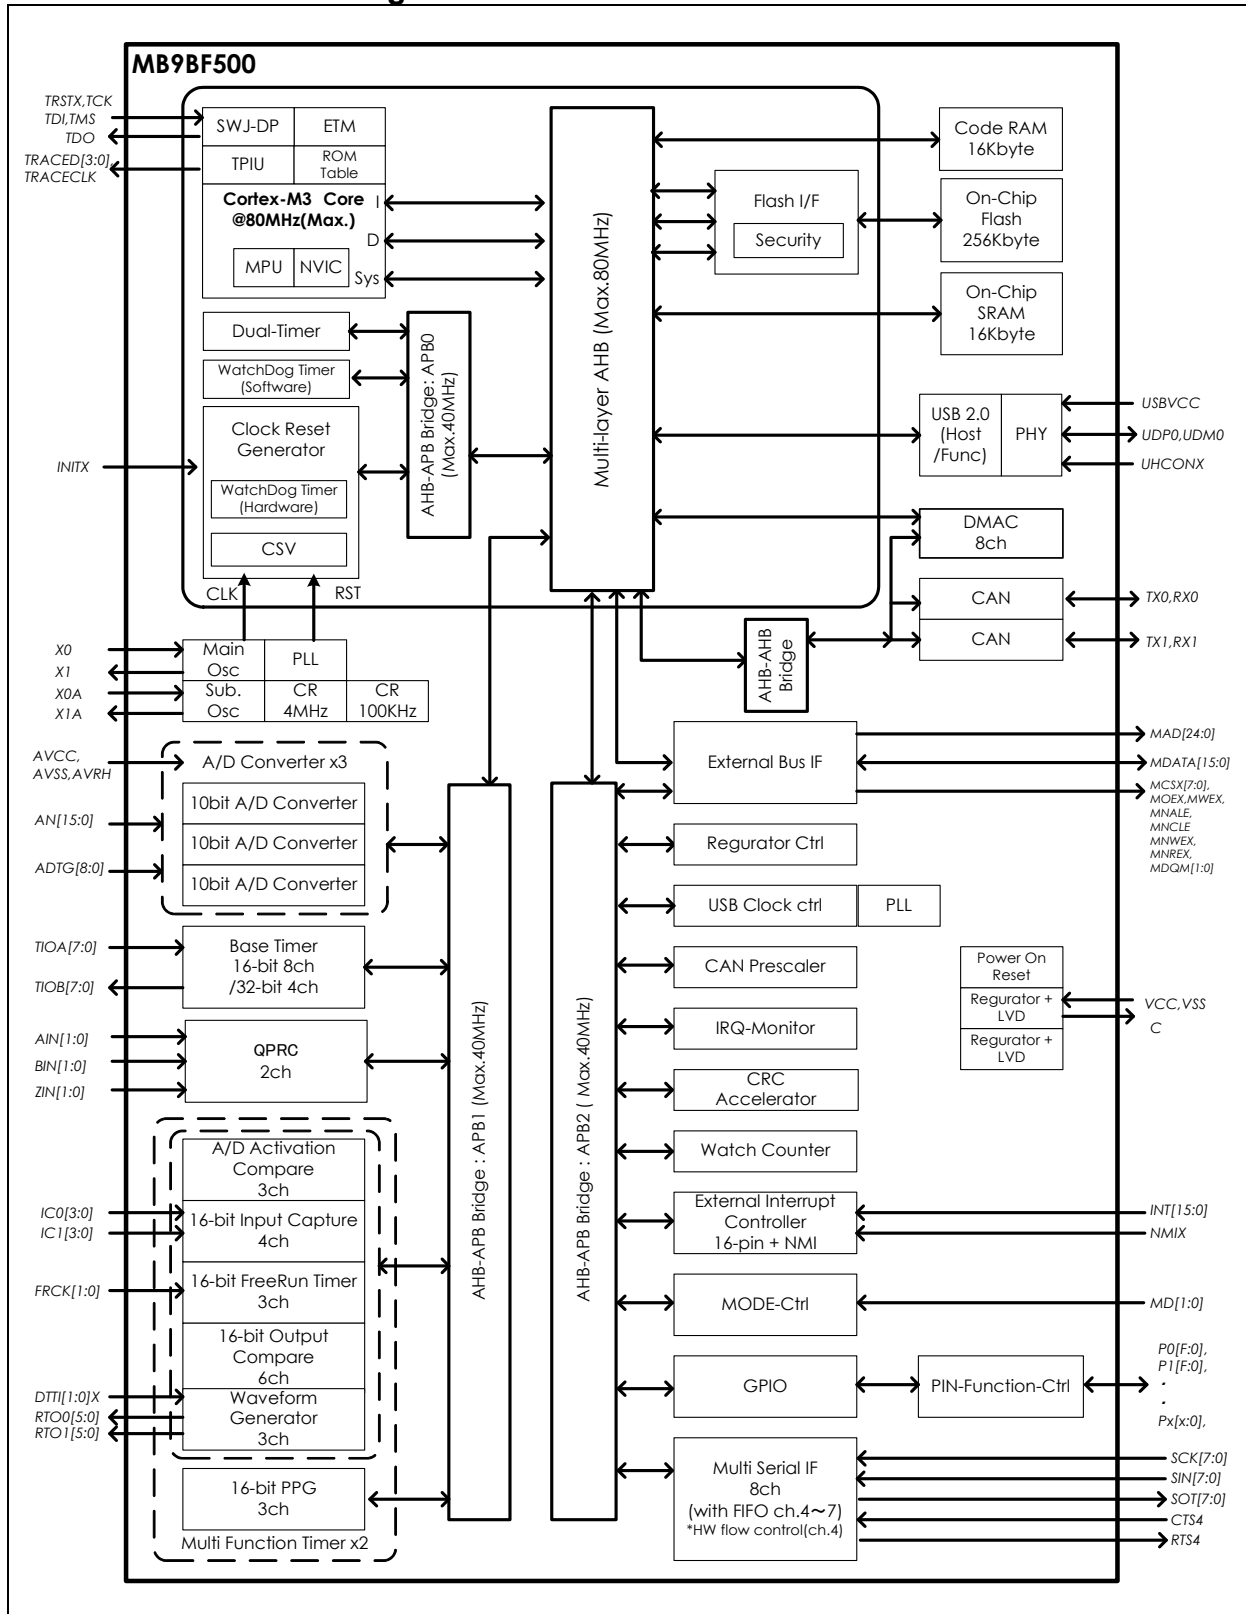 MB9BF500
TRSTX,TCK
TDI,TMS
TDO
TRACED[3:0],
TRACECLK
SWJ-DP
ETM
TPIU
ROM
Table
Cortex-M3 Core
@80MHz(Max.)
I
D
Sys
MPU
NVIC
Dual-Timer
WatchDog Timer
(Software)
Clock Reset
Generator
WatchDog Timer
(Hardware)
CSV
CLK
RST
INITX
AHB-APB Bridge: APB0
(Max.40MHz)
Multi-layer AHB (Max.80MHz)
Flash I/F
Security
Code RAM
16Kbyte
On-Chip
Flash
256Kbyte
On-Chip
SRAM
16Kbyte
USB 2.0
(Host
/Func)
PHY
USBVCC
UDP0,UDM0
UHCONX
DMAC
8ch
CAN
TX0,RX0
CAN
TX1,RX1
AHB-AHB
Bridge
X0
X1
X0A
X1A
Main
Osc
PLL
Sub.
Osc
CR
4MHz
CR
100KHz
AVCC,
AVSS,AVRH
AN[15:0]
ADTG[8:0]
A/D Converter x3
10bit A/D Converter
10bit A/D Converter
10bit A/D Converter
TIOA[7:0]
TIOB[7:0]
Base Timer
16-bit 8ch
/32-bit 4ch
AIN[1:0]
BIN[1:0]
ZIN[1:0]
QPRC
2ch
A/D Activation
Compare
3ch
IC0[3:0]
IC1[3:0]
16-bit Input Capture
4ch
FRCK[1:0]
16-bit FreeRun Timer
3ch
16-bit Output
Compare
6ch
DTTI[1:0]X
RTO0[5:0]
RTO1[5:0]
Waveform
Generator
3ch
16-bit PPG
3ch
Multi Function Timer x2
AHB-APB Bridge : APB1 (Max.40MHz)
AHB-APB Bridge : APB2 ( Max.40MHz)
External Bus IF
MAD[24:0]
MDATA[15:0]
MCSX[7:0],
MOEX,MWEX,
MNALE,
MNCLE
MNWEX,
MNREX,
MDQM[1:0]
Regurator Ctrl
USB Clock ctrl
PLL
CAN Prescaler
Power On
Reset
Regurator +
LVD
Regurator +
LVD
VCC,VSS
C
IRQ-Monitor
CRC
Accelerator
Watch Counter
External Interrupt
Controller
16-pin + NMI
INT[15:0]
NMIX
MODE-Ctrl
MD[1:0]
GPIO
PIN-Function-Ctrl
P0[F:0],
P1[F:0],
.
.
Px[x:0],
Multi Serial IF
8ch
(with FIFO ch.4～7)
*HW flow control(ch.4)
SCK[7:0]
SIN[7:0]
SOT[7:0]
CTS4
RTS4